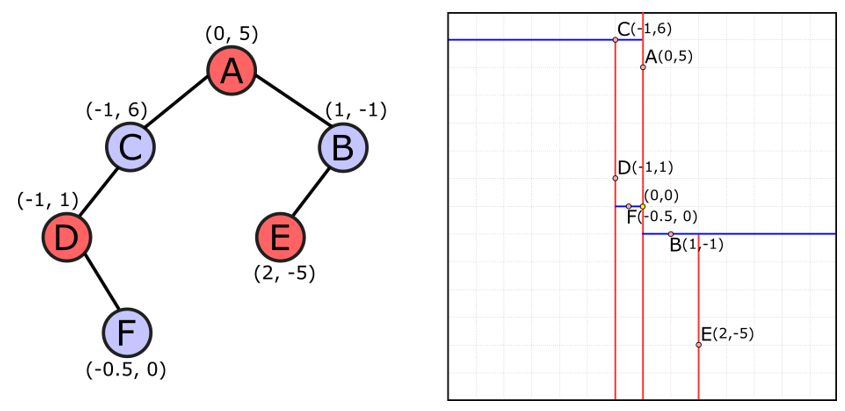 (0, 5)
A
(-1, 6)
C
(1, -1)
B
(-1, 1)
D
E
(2, -5)
F
(-0.5, 0)
C(-1,6)
A(0,5)
D(-1,1)
(0,0)
F(-0.5, 0)
B(1,-1)
E(2,-5)